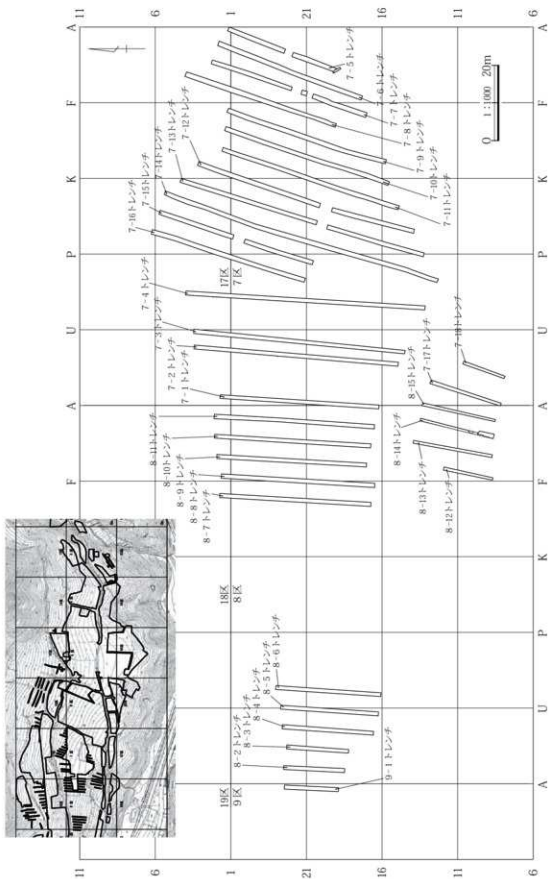 11
6
1
21
16
11
6
A
F
K
P
U
A
F
K
P
U
A
11
6
1
21
16
11
6
A
A
7-5トレンチ
7-6トレンチ
7-7トレンチ
7-8トレンチ
7-9トレンチ
7-10トレンチ
7-11トレンチ
7-12トレンチ
7-13トレンチ
7-14トレンチ
7-15トレンチ
7-16トレンチ
17区
7区
7-4トレンチ
7-3トレンチ
7-2トレンチ
7-1トレンチ
8-11トレンチ
8-10トレンチ
8-9トレンチ
8-8トレンチ
8-7トレンチ
7-18トレンチ
7-17トレンチ
8-15トレンチ
8-14トレンチ
8-13トレンチ
8-12トレンチ
18区
8区
8-6トレンチ
8-5トレンチ
8-4トレンチ
8-3トレンチ
8-2トレンチ
9-1トレンチ
19区
9区
0 1:1000 20m